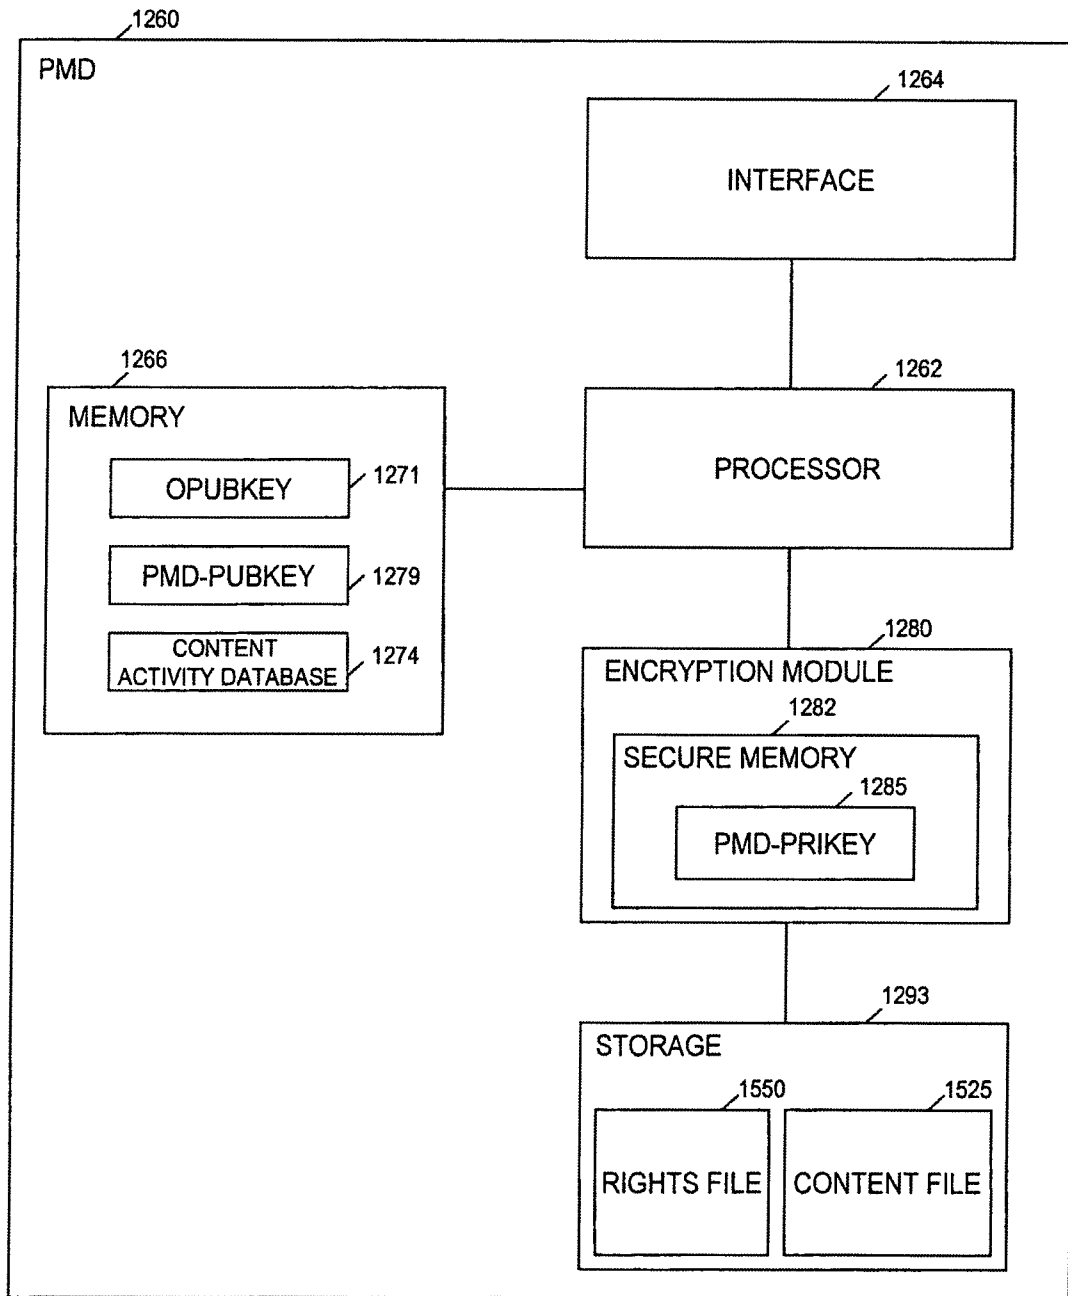 1260
PMD
1264
INTERFACE
1266
MEMORY
OPUBKEY
1271
PMD-PUBKEY
1279
CONTENT
ACTIVITY DATABASE
1274
1262
PROCESSOR
1280
ENCRYPTION MODULE
1282
SECURE MEMORY
1285
PMD-PRIKEY
1293
STORAGE
1550
RIGHTS FILE
1525
CONTENT FILE